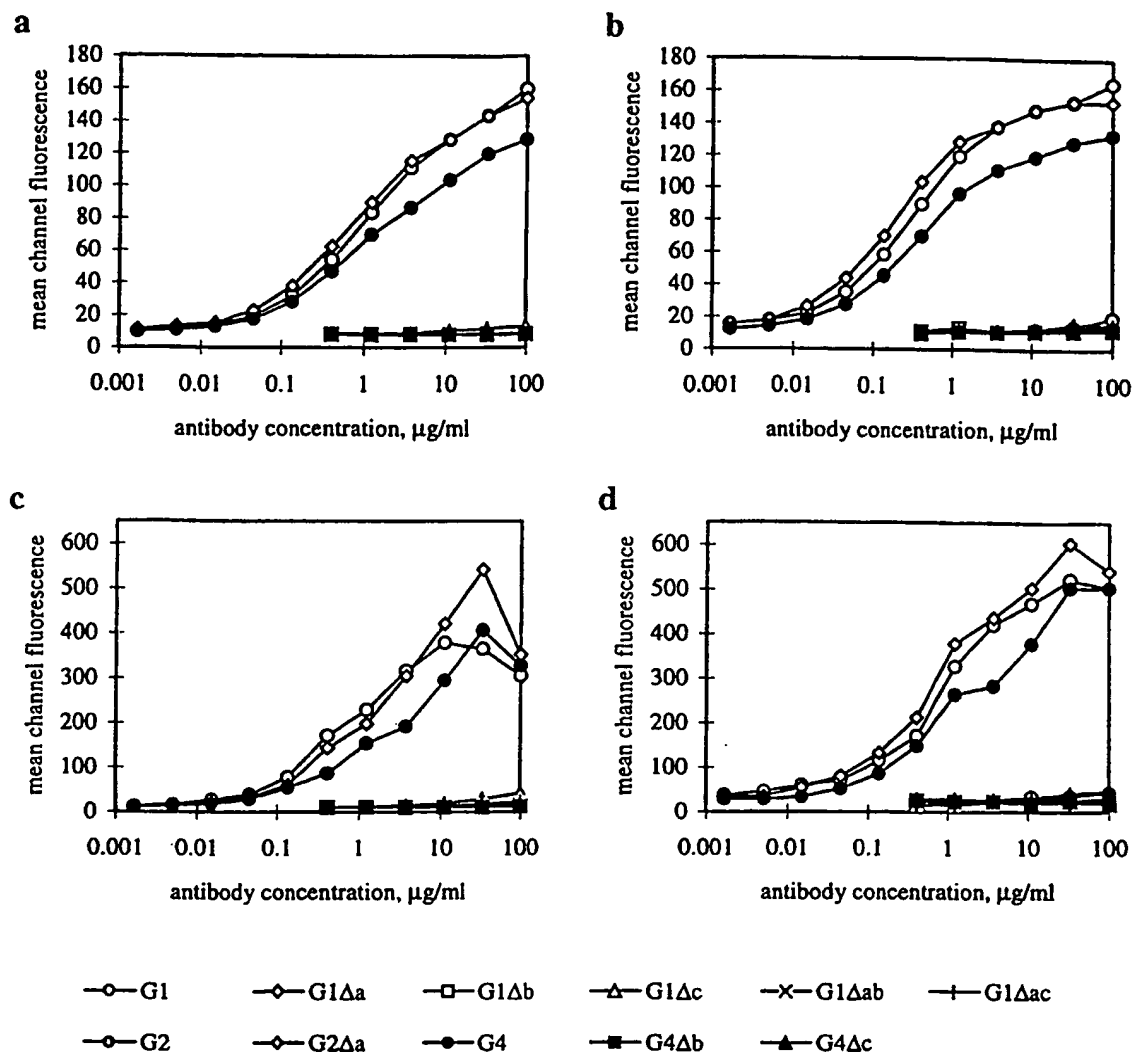 a
180
160
140
120
100
80
60
40
20
0
mean channel fluorescence
0.001 0.01 0.1 1 10 100
antibody concentration, µg/ml
b
180
160
140
120
100
80
60
40
20
0
mean channel fluorescence
0.001 0.01 0.1 1 10 100
antibody concentration, µg/ml
c
600
500
400
300
200
100
0
mean channel fluorescence
0.001 0.01 0.1 1 10 100
antibody concentration, µg/ml
d
600
500
400
300
200
100
0
mean channel fluorescence
0.001 0.01 0.1 1 10 100
antibody concentration, µg/ml
G1 G1Δa G1Δb G1Δc G1Δab G1Δac
G2 G2Δa G4 G4Δb G4Δc